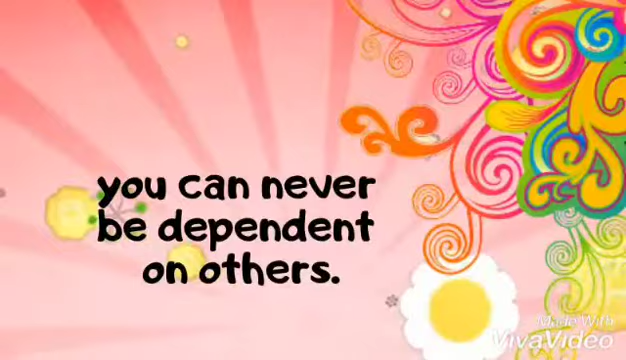 you can never
be dependent
on others.
Made With
VivaVideo